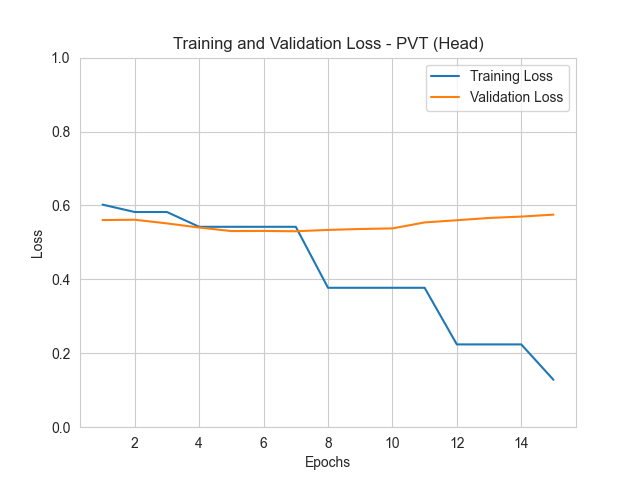 Training and Validation Loss - PVT (Head)
Training Loss
Validation Loss
1.0
0.8
0.6
0.4
0.2
0.0
Loss
2 4 6 8 10 12 14
Epochs